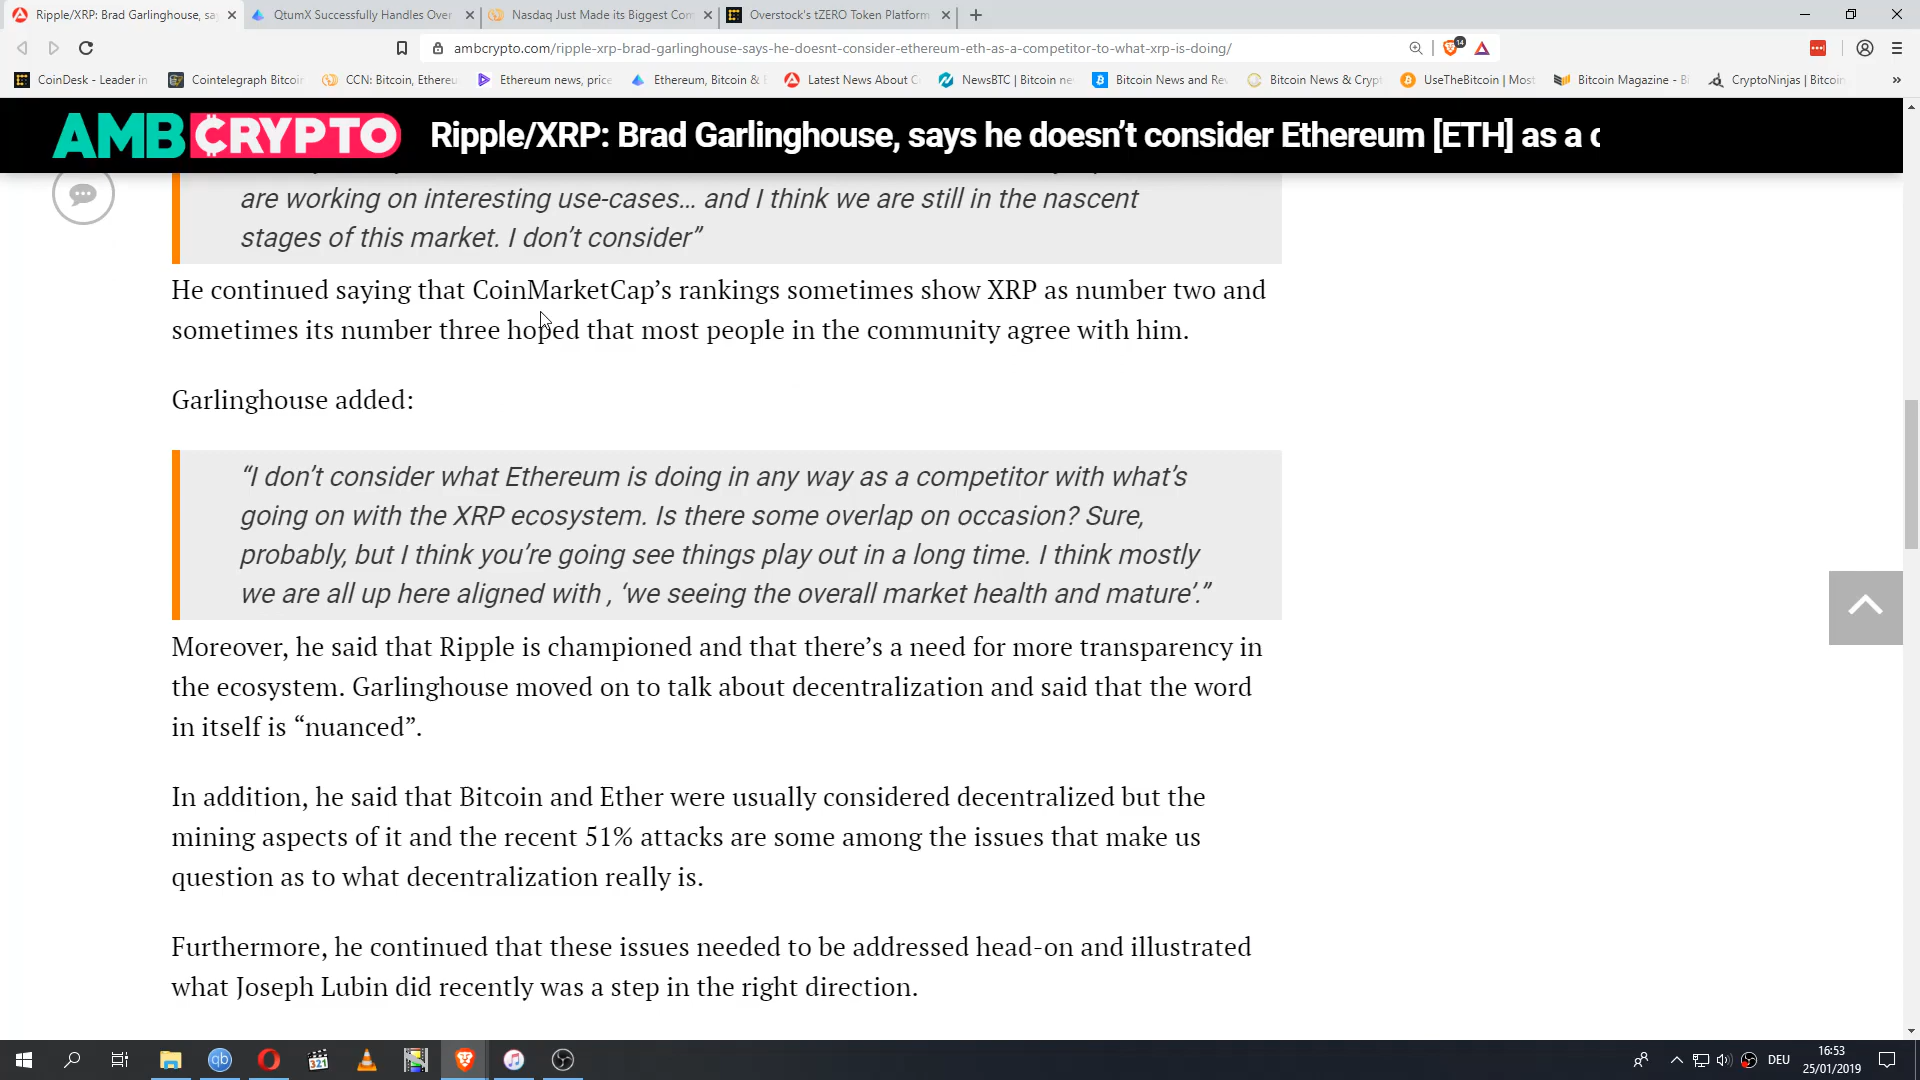 Ripple/XRP: Brad Garlinghouse, sa
QtumX Successfully Handles Over
Nasdaq Just Made its Biggest Com
Overstock's tZERO Token Platform
ambcrypto.com/ripple-xrp-brad-garlinghouse-says-he-doesnt-consider-ethereum-eth-as-a-competitor-to-what-xrp-is-doing/
14
CoinDesk - Leader in
Cointelegraph Bitcoi
CCN: Bitcoin, Ethere
Ethereum news, price
Ethereum, Bitcoin &
Latest News About C
NewsBTC | Bitcoin ne
Bitcoin News and Re
Bitcoin News & Crypt
UseTheBitcoin | Most
Bitcoin Magazine - Bi
CryptoNinjas | Bitcoin
AMBCRYPTO
Ripple/XRP: Brad Garlinghouse, says he doesn't consider Ethereum [ETH] as a c
are working on interesting use-cases… and I think we are still in the nascent
stages of this market. I don't consider”
He continued saying that CoinMarketCap's rankings sometimes show XRP as number two and
sometimes its number three hoped that most people in the community agree with him.
Garlinghouse added:
“I don't consider what Ethereum is doing in any way as a competitor with what's
going on with the XRP ecosystem. Is there some overlap on occasion? Sure,
probably, but I think you're going see things play out in a long time. I think mostly
we are all up here aligned with , ‘we seeing the overall market health and mature’.”
Moreover, he said that Ripple is championed and that there's a need for more transparency in
the ecosystem. Garlinghouse moved on to talk about decentralization and said that the word
in itself is “nuanced”.
In addition, he said that Bitcoin and Ether were usually considered decentralized but the
mining aspects of it and the recent 51% attacks are some among the issues that make us
question as to what decentralization really is.
Furthermore, he continued that these issues needed to be addressed head-on and illustrated
what Joseph Lubin did recently was a step in the right direction.
qb
321
DEU
16:53
25/01/2019